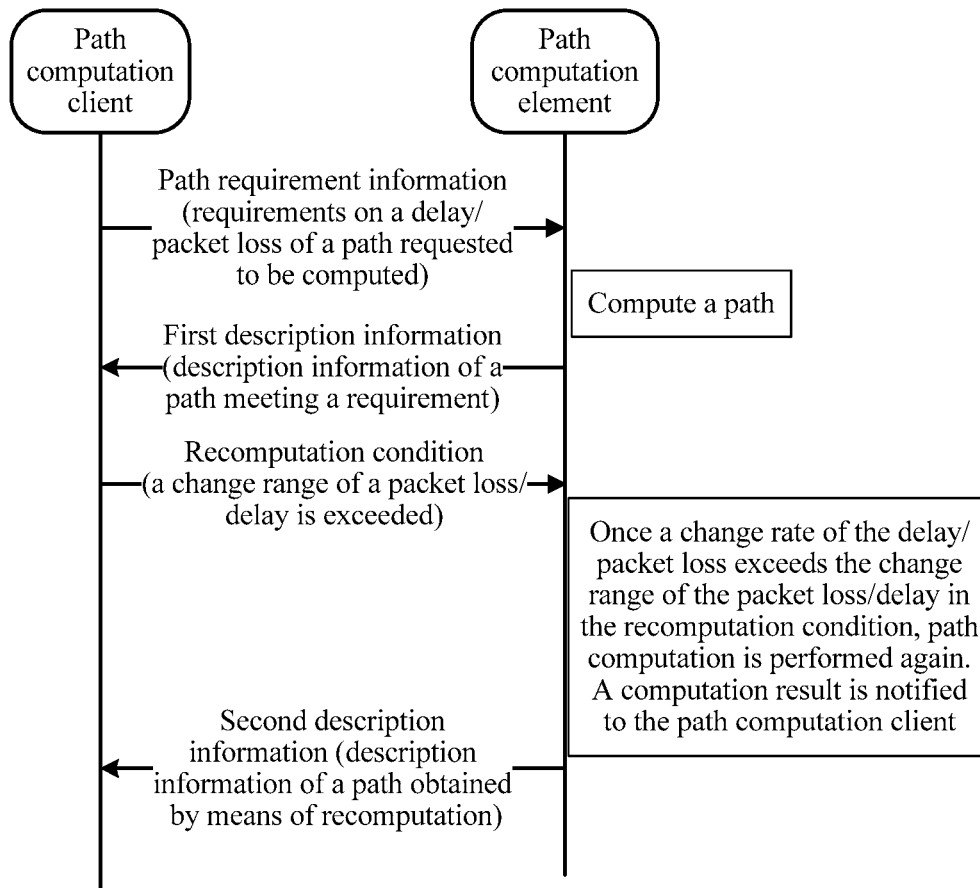 Path
computation
client
Path
computation
element
Path requirement information
(requirements on a delay/
packet loss of a path requested
to be computed)
Compute a path
First description information
(description information of a
path meeting a requirement)
Recomputation condition
(a change range of a packet loss/
delay is exceeded)
Once a change rate of the delay/
packet loss exceeds the change
range of the packet loss/delay in
the recomputation condition, path
computation is performed again.
A computation result is notified
to the path computation client
Second description
information (description
information of a path obtained
by means of recomputation)